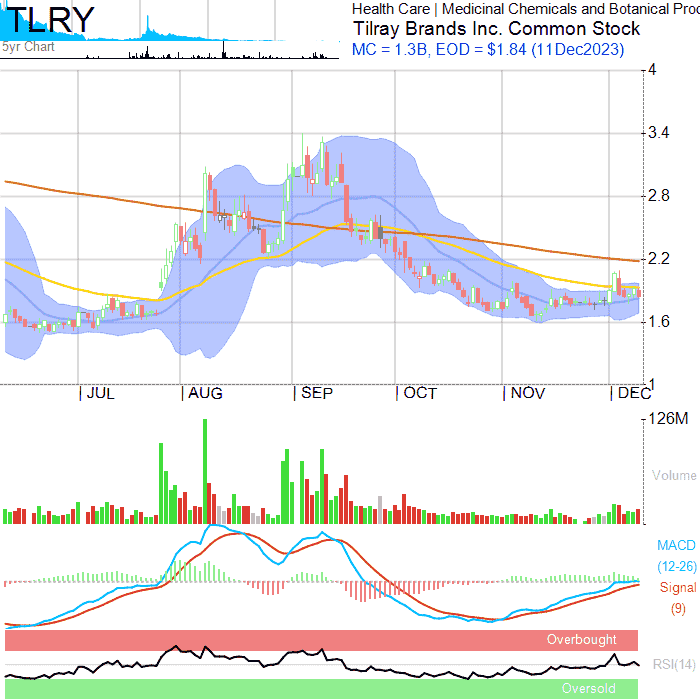 TLRY
Health Care | Medicinal Chemicals and Botanical Prod
Tilray Brands Inc. Common Stock
5yr Chart
MC = 1.3B, EOD = $1.84 (11Dec2023)
4
3.4
2.8
2.2
1.6
1
JUL AUG SEP OCT NOV DEC
126M
Volume
MACD
(12-26)
Signal
(9)
Overbought
RSI(14)
Oversold